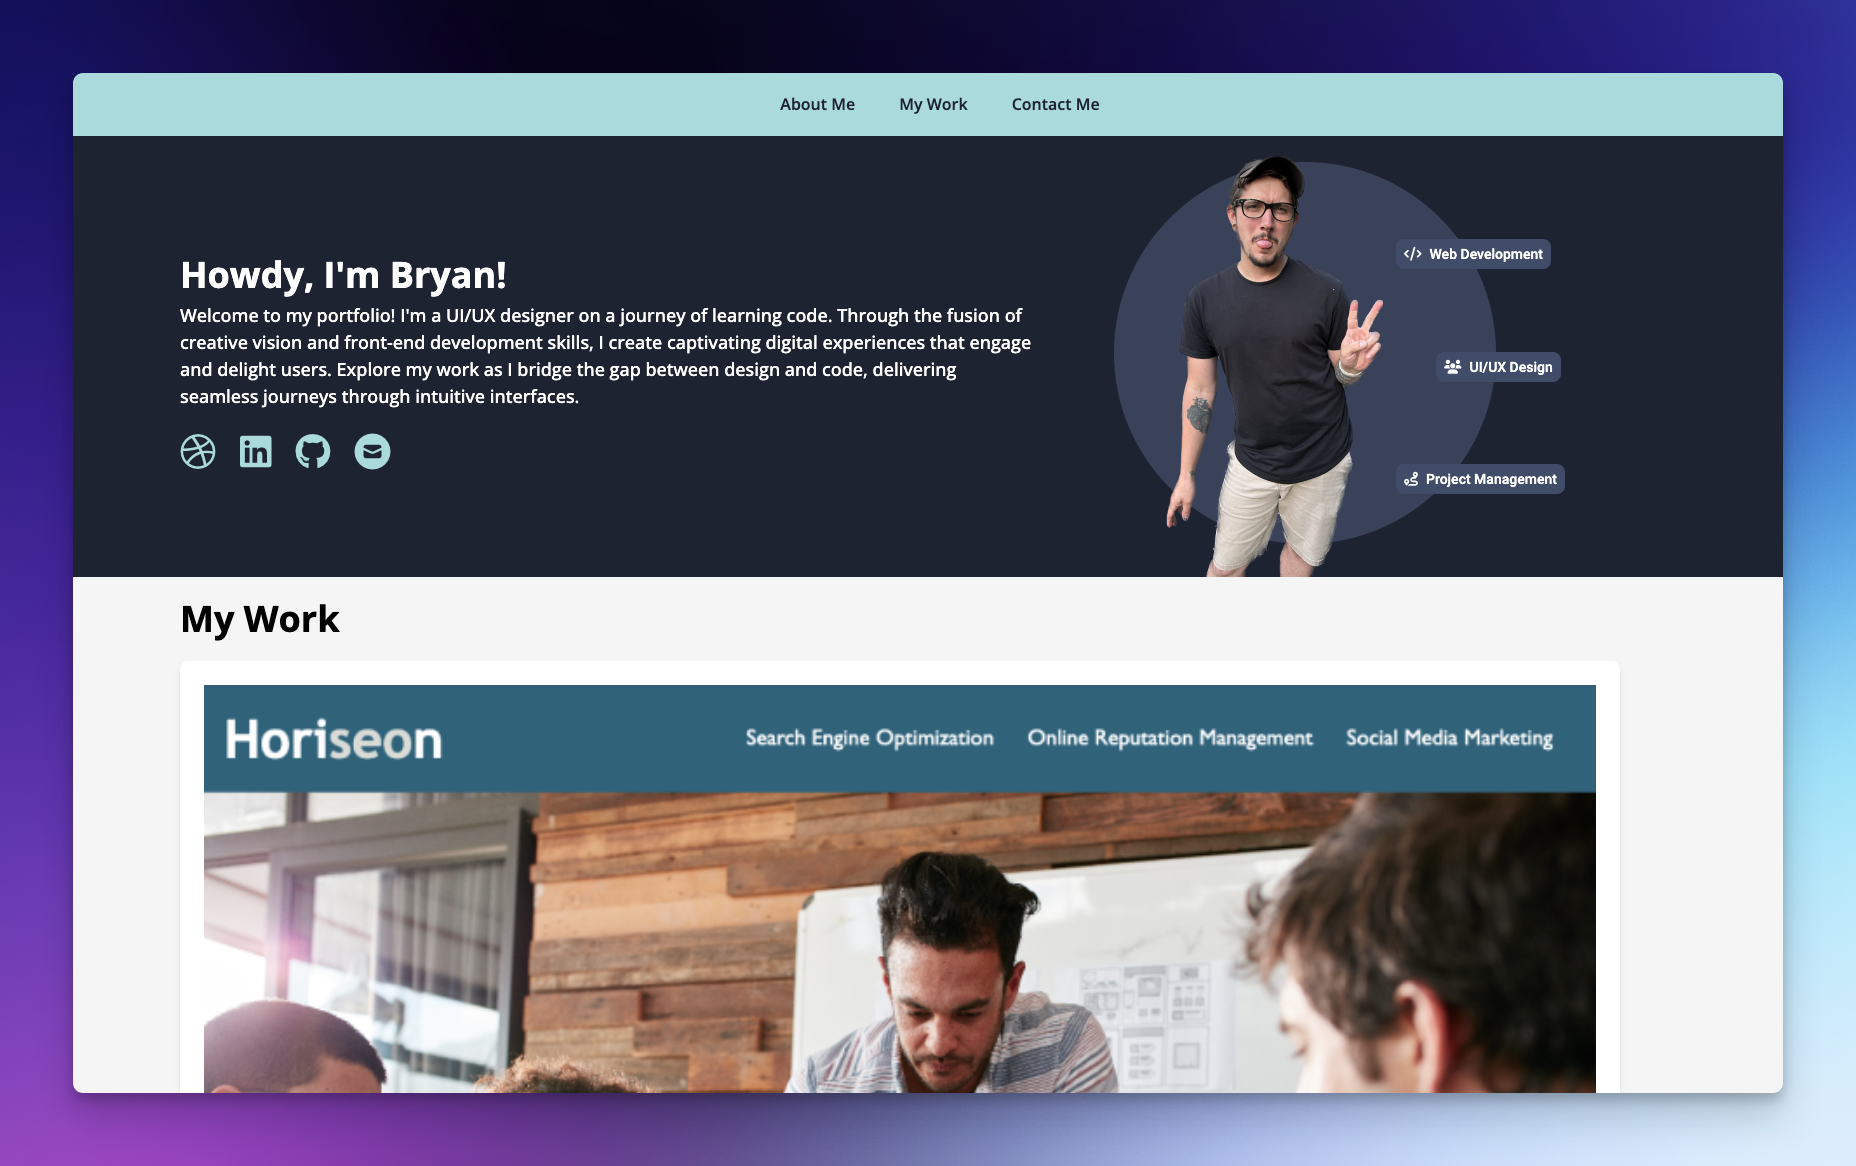 About Me
My Work
Contact Me
Howdy, I'm Bryan!
Welcome to my portfolio! I'm a UI/UX designer on a journey of learning code. Through the fusion of
creative vision and front-end development skills, I create captivating digital experiences that engage
and delight users. Explore my work as I bridge the gap between design and code, delivering
seamless journeys through intuitive interfaces.
in
</> Web Development
UI/UX Design
Project Management
My Work
Horiseon
Search Engine Optimization
Online Reputation Management
Social Media Marketing